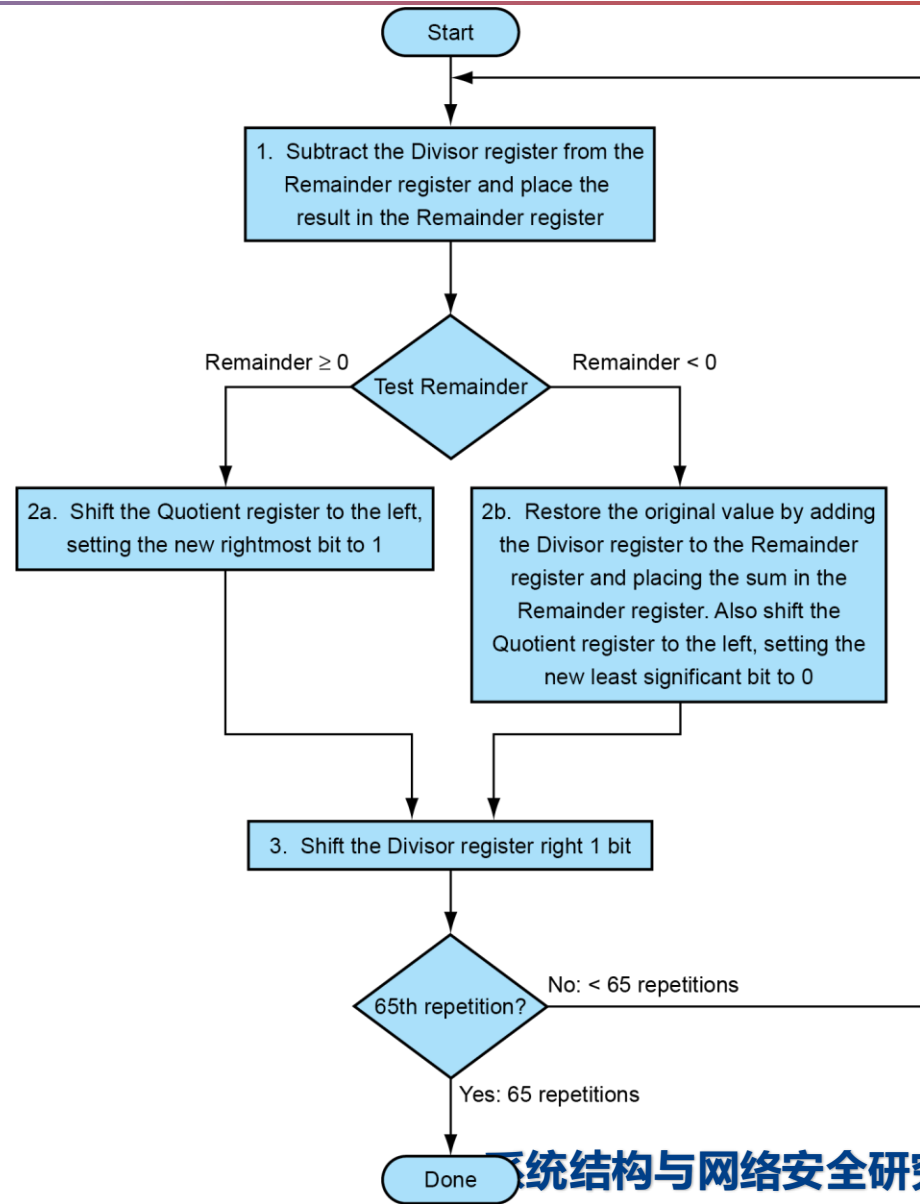 Start
1. Subtract the Divisor register from the
Remainder register and place the
result in the Remainder register
Remainder ≥ 0
Remainder < 0
Test Remainder
2a. Shift the Quotient register to the left,
setting the new rightmost bit to 1
2b. Restore the original value by adding
the Divisor register to the Remainder
register and placing the sum in the
Remainder register. Also shift the
Quotient register to the left, setting the
new least significant bit to 0
3. Shift the Divisor register right 1 bit
No: < 65 repetitions
65th repetition?
Yes: 65 repetitions
Done
统结构与网络安全研